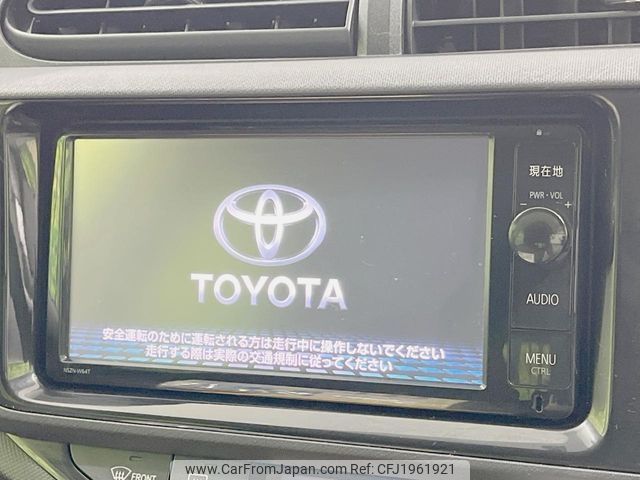 現在地
PWR・VOL
− +
TOYOTA
AUDIO
安全運転のために運転される方は走行中に操作しないでください
走行する際は実際の交通規制に従ってください
MENU
CTRL
NSZN-W64T
FRONT
www.CarFromJapan.com - CFJ1961921